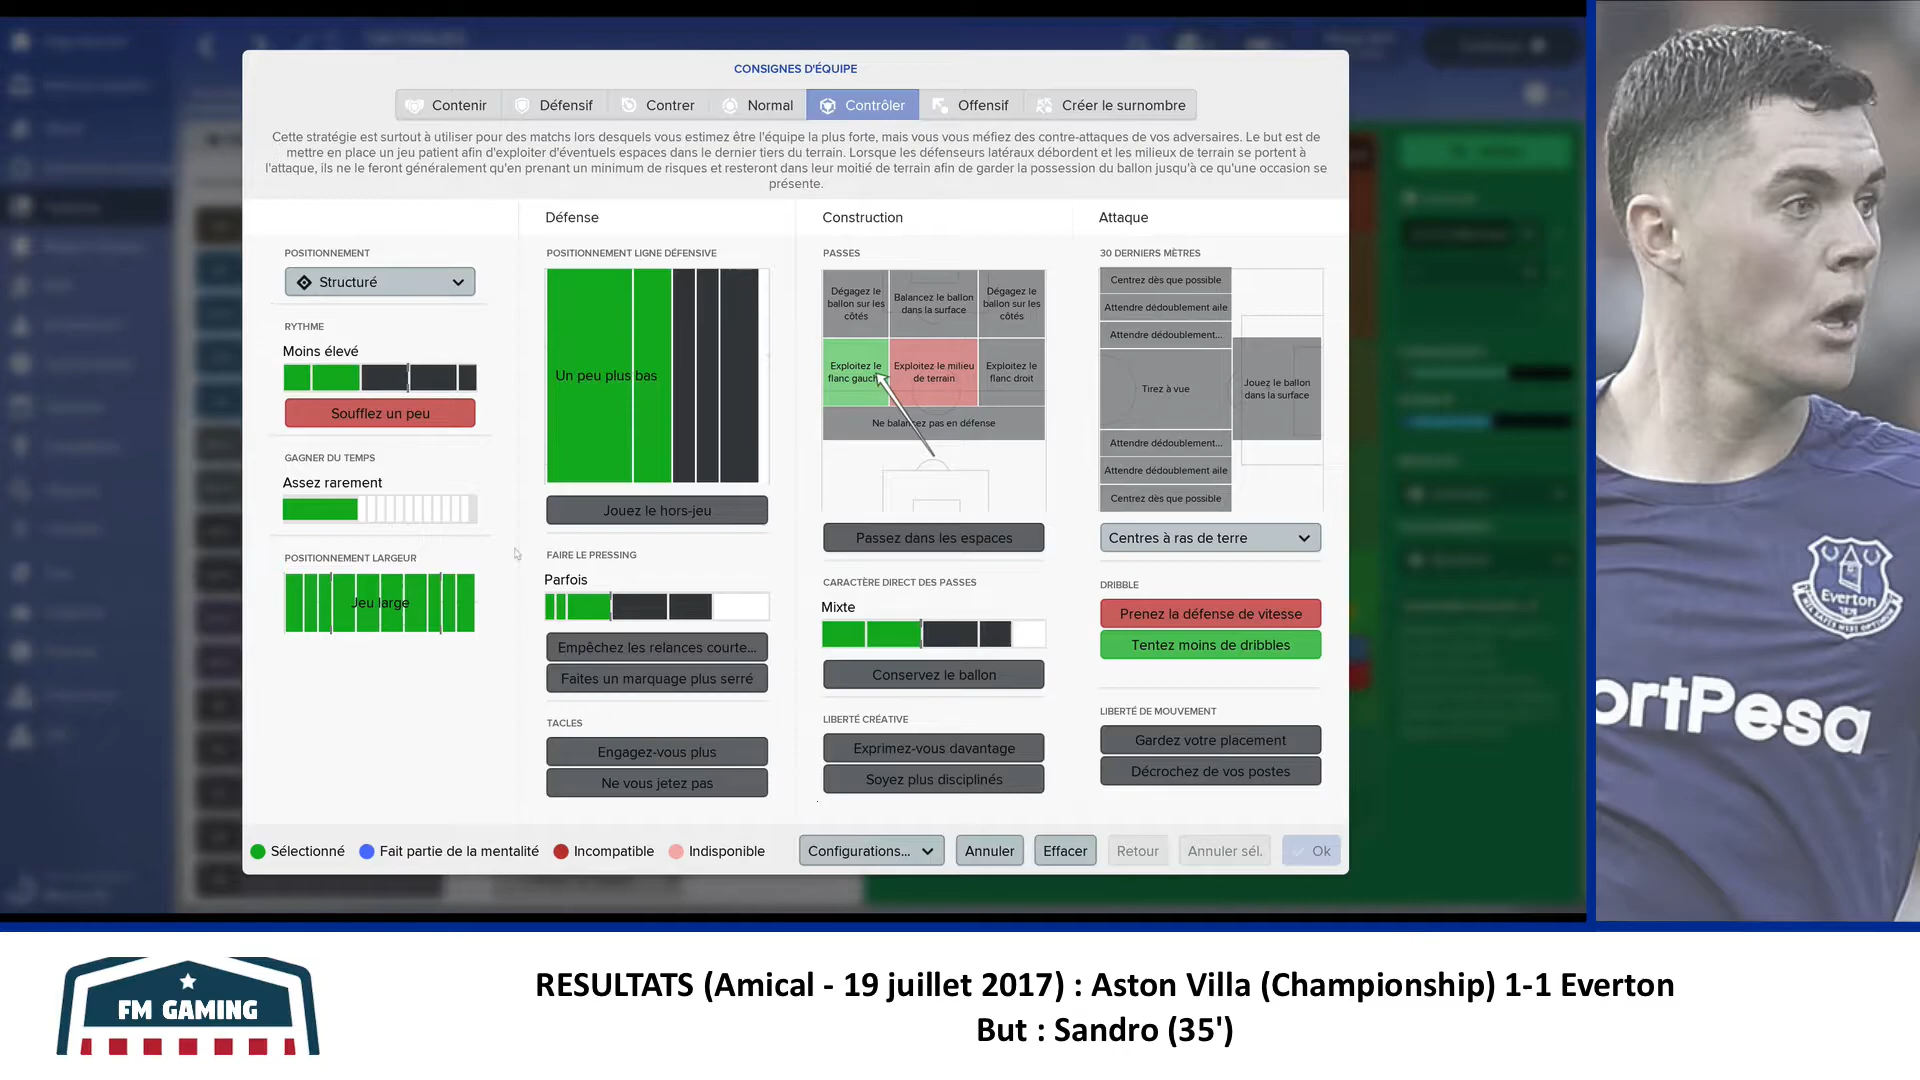 CONSIGNES D'ÉQUIPE
Contenir
Défensif
Contrer
Normal
Contrôler
Offensif
Créer le surnombre
Cette stratégie est surtout à utiliser pour des matchs lors desquels vous estimez être l'équipe la plus forte, mais vous vous méfiez des contre-attaques de vos adversaires. Le but est de
mettre en place un jeu patient afin d'exploiter d'éventuels espaces dans le dernier tiers du terrain. Lorsque les défenseurs latéraux débordent et les milieux de terrain se portent à
l'attaque, ils ne le feront généralement qu'en prenant un minimum de risques et resteront dans leur moitié de terrain afin de garder la possession du ballon jusqu'à ce qu'une occasion se
présente.
POSITIONNEMENT
Structuré
RYTHME
Moins élevé
Soufflez un peu
GAGNER DU TEMPS
Assez rarement
POSITIONNEMENT LARGEUR
Jeu large
Défense
POSITIONNEMENT LIGNE DÉFENSIVE
Un peu plus bas
Jouez le hors-jeu
FAIRE LE PRESSING
Parfois
Empêchez les relances courte...
Faites un marquage plus serré
TACLES
Engagez-vous plus
Ne vous jetez pas
Construction
PASSES
Dégagez le
ballon sur les
côtés
Balancez le ballon
dans la surface
Dégagez le
ballon sur les
côtés
Exploitez le
flanc gauche
Exploitez le milieu
de terrain
Exploitez le
flanc droit
Ne balancez pas en défense
Passez dans les espaces
CARACTÈRE DIRECT DES PASSES
Mixte
Conservez le ballon
LIBERTÉ CRÉATIVE
Exprimez-vous davantage
Soyez plus disciplinés
Attaque
30 DERNIERS MÈTRES
Centrez dès que possible
Attendre dédoublement aile
Attendre dédoublement...
Tirez à vue
Jouez le ballon
dans la surface
Attendre dédoublement...
Attendre dédoublement aile
Centrez dès que possible
Centres à ras de terre
DRIBBLE
Prenez la défense de vitesse
Tentez moins de dribbles
LIBERTÉ DE MOUVEMENT
Gardez votre placement
Décrochez de vos postes
Sélectionné
Fait partie de la mentalité
Incompatible
Indisponible
Configurations...
Annuler
Effacer
Retour
Annuler sél.
Ok
Everton
ortPesa
FM GAMING
RESULTATS (Amical - 19 juillet 2017) : Aston Villa (Championship) 1-1 Everton
But : Sandro (35')